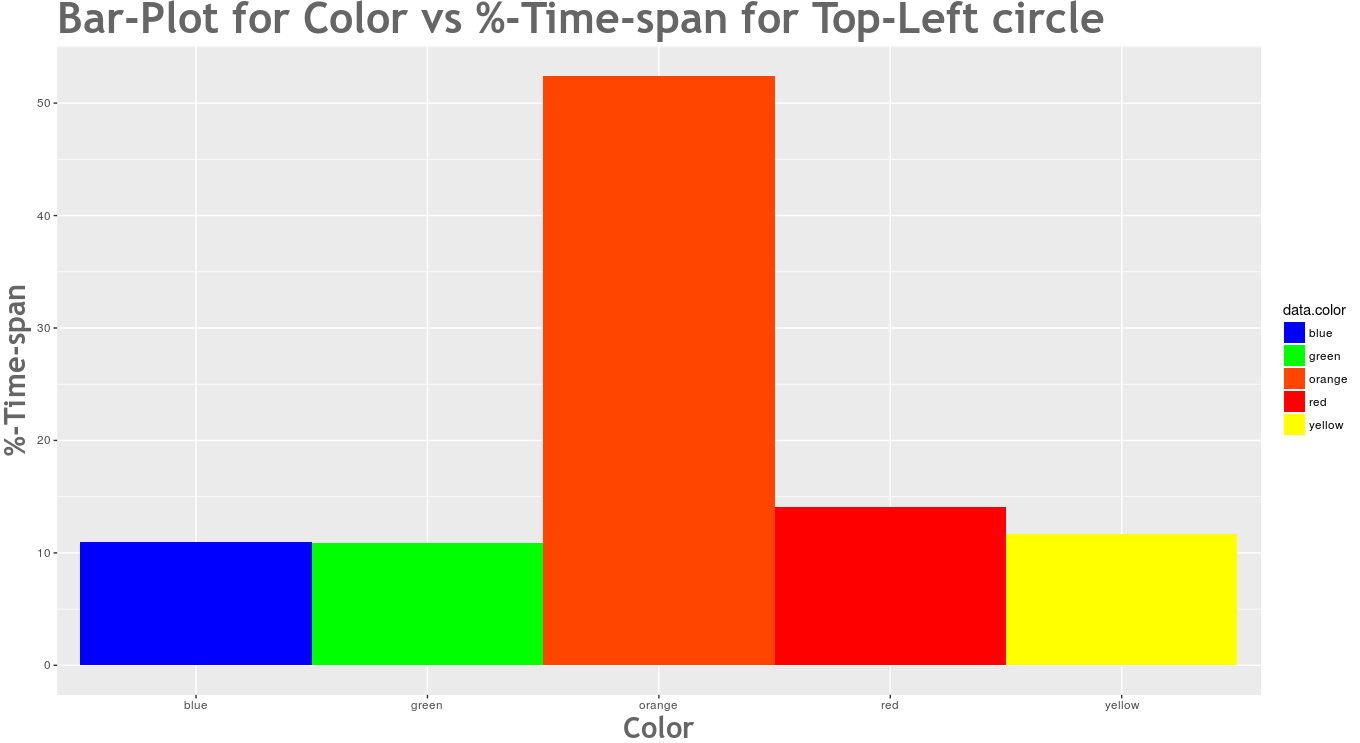 Bar-Plot for Color vs %-Time-span for Top-Left circle
%-Time-span
50
40
30
20
10
0
blue
green
orange
red
yellow
Color
data.color
blue
green
orange
red
yellow